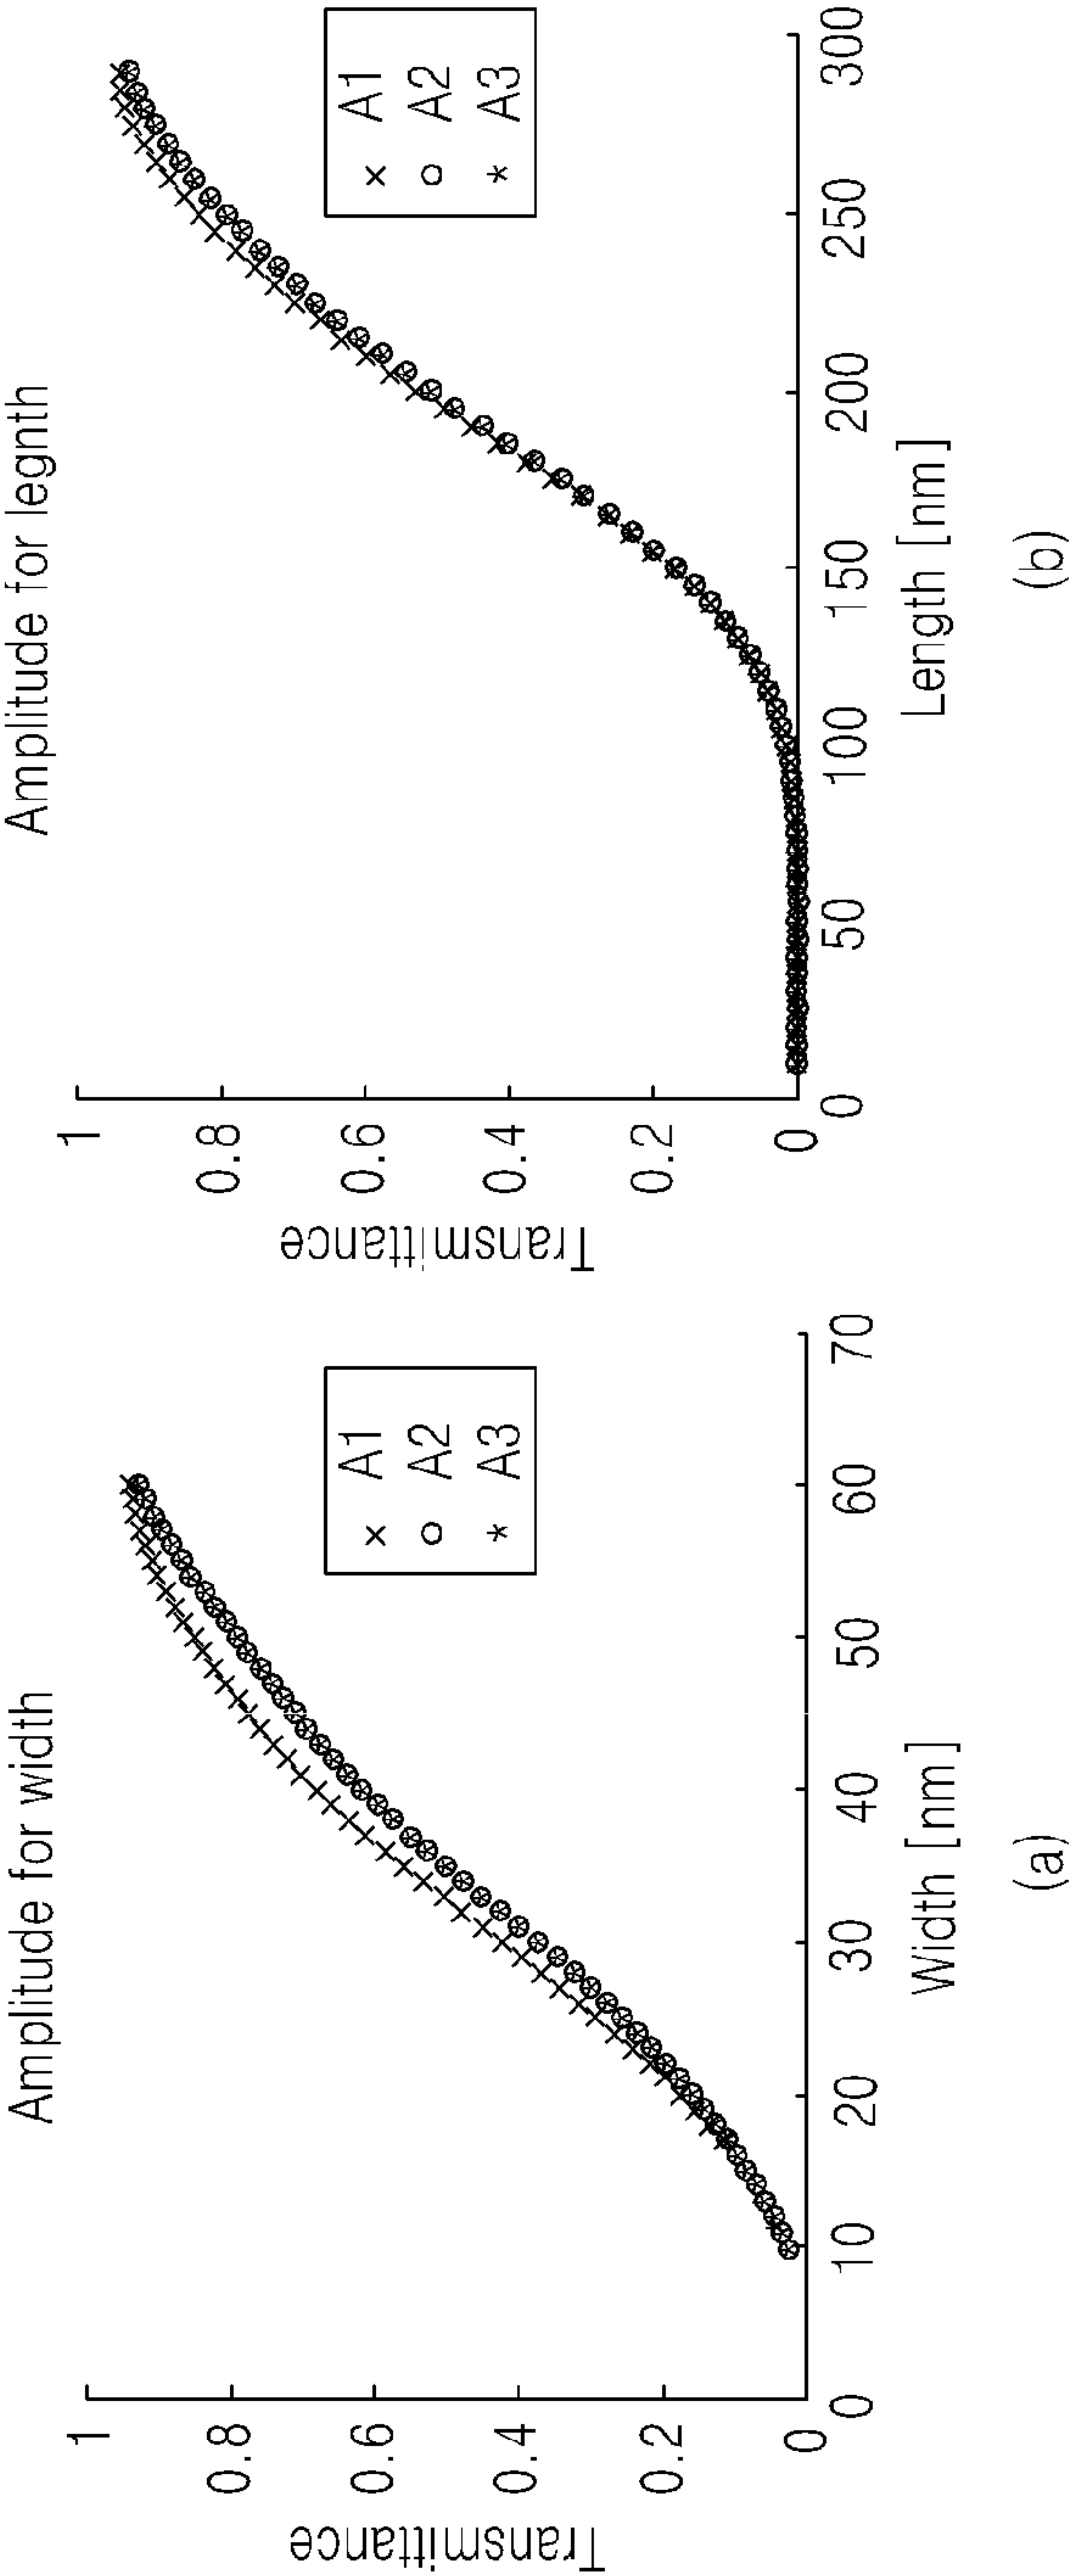 Amplitude for width
Transmittance
1
0.8
0.6
0.4
0.2
0
0
10
20
30
40
50
60
70
Width [nm]
A1
A2
A3
(a)
Amplitude for legnth
Transmittance
1
0.8
0.6
0.4
0.2
0
0
50
100
150
200
250
300
Length [nm]
A1
A2
A3
(b)